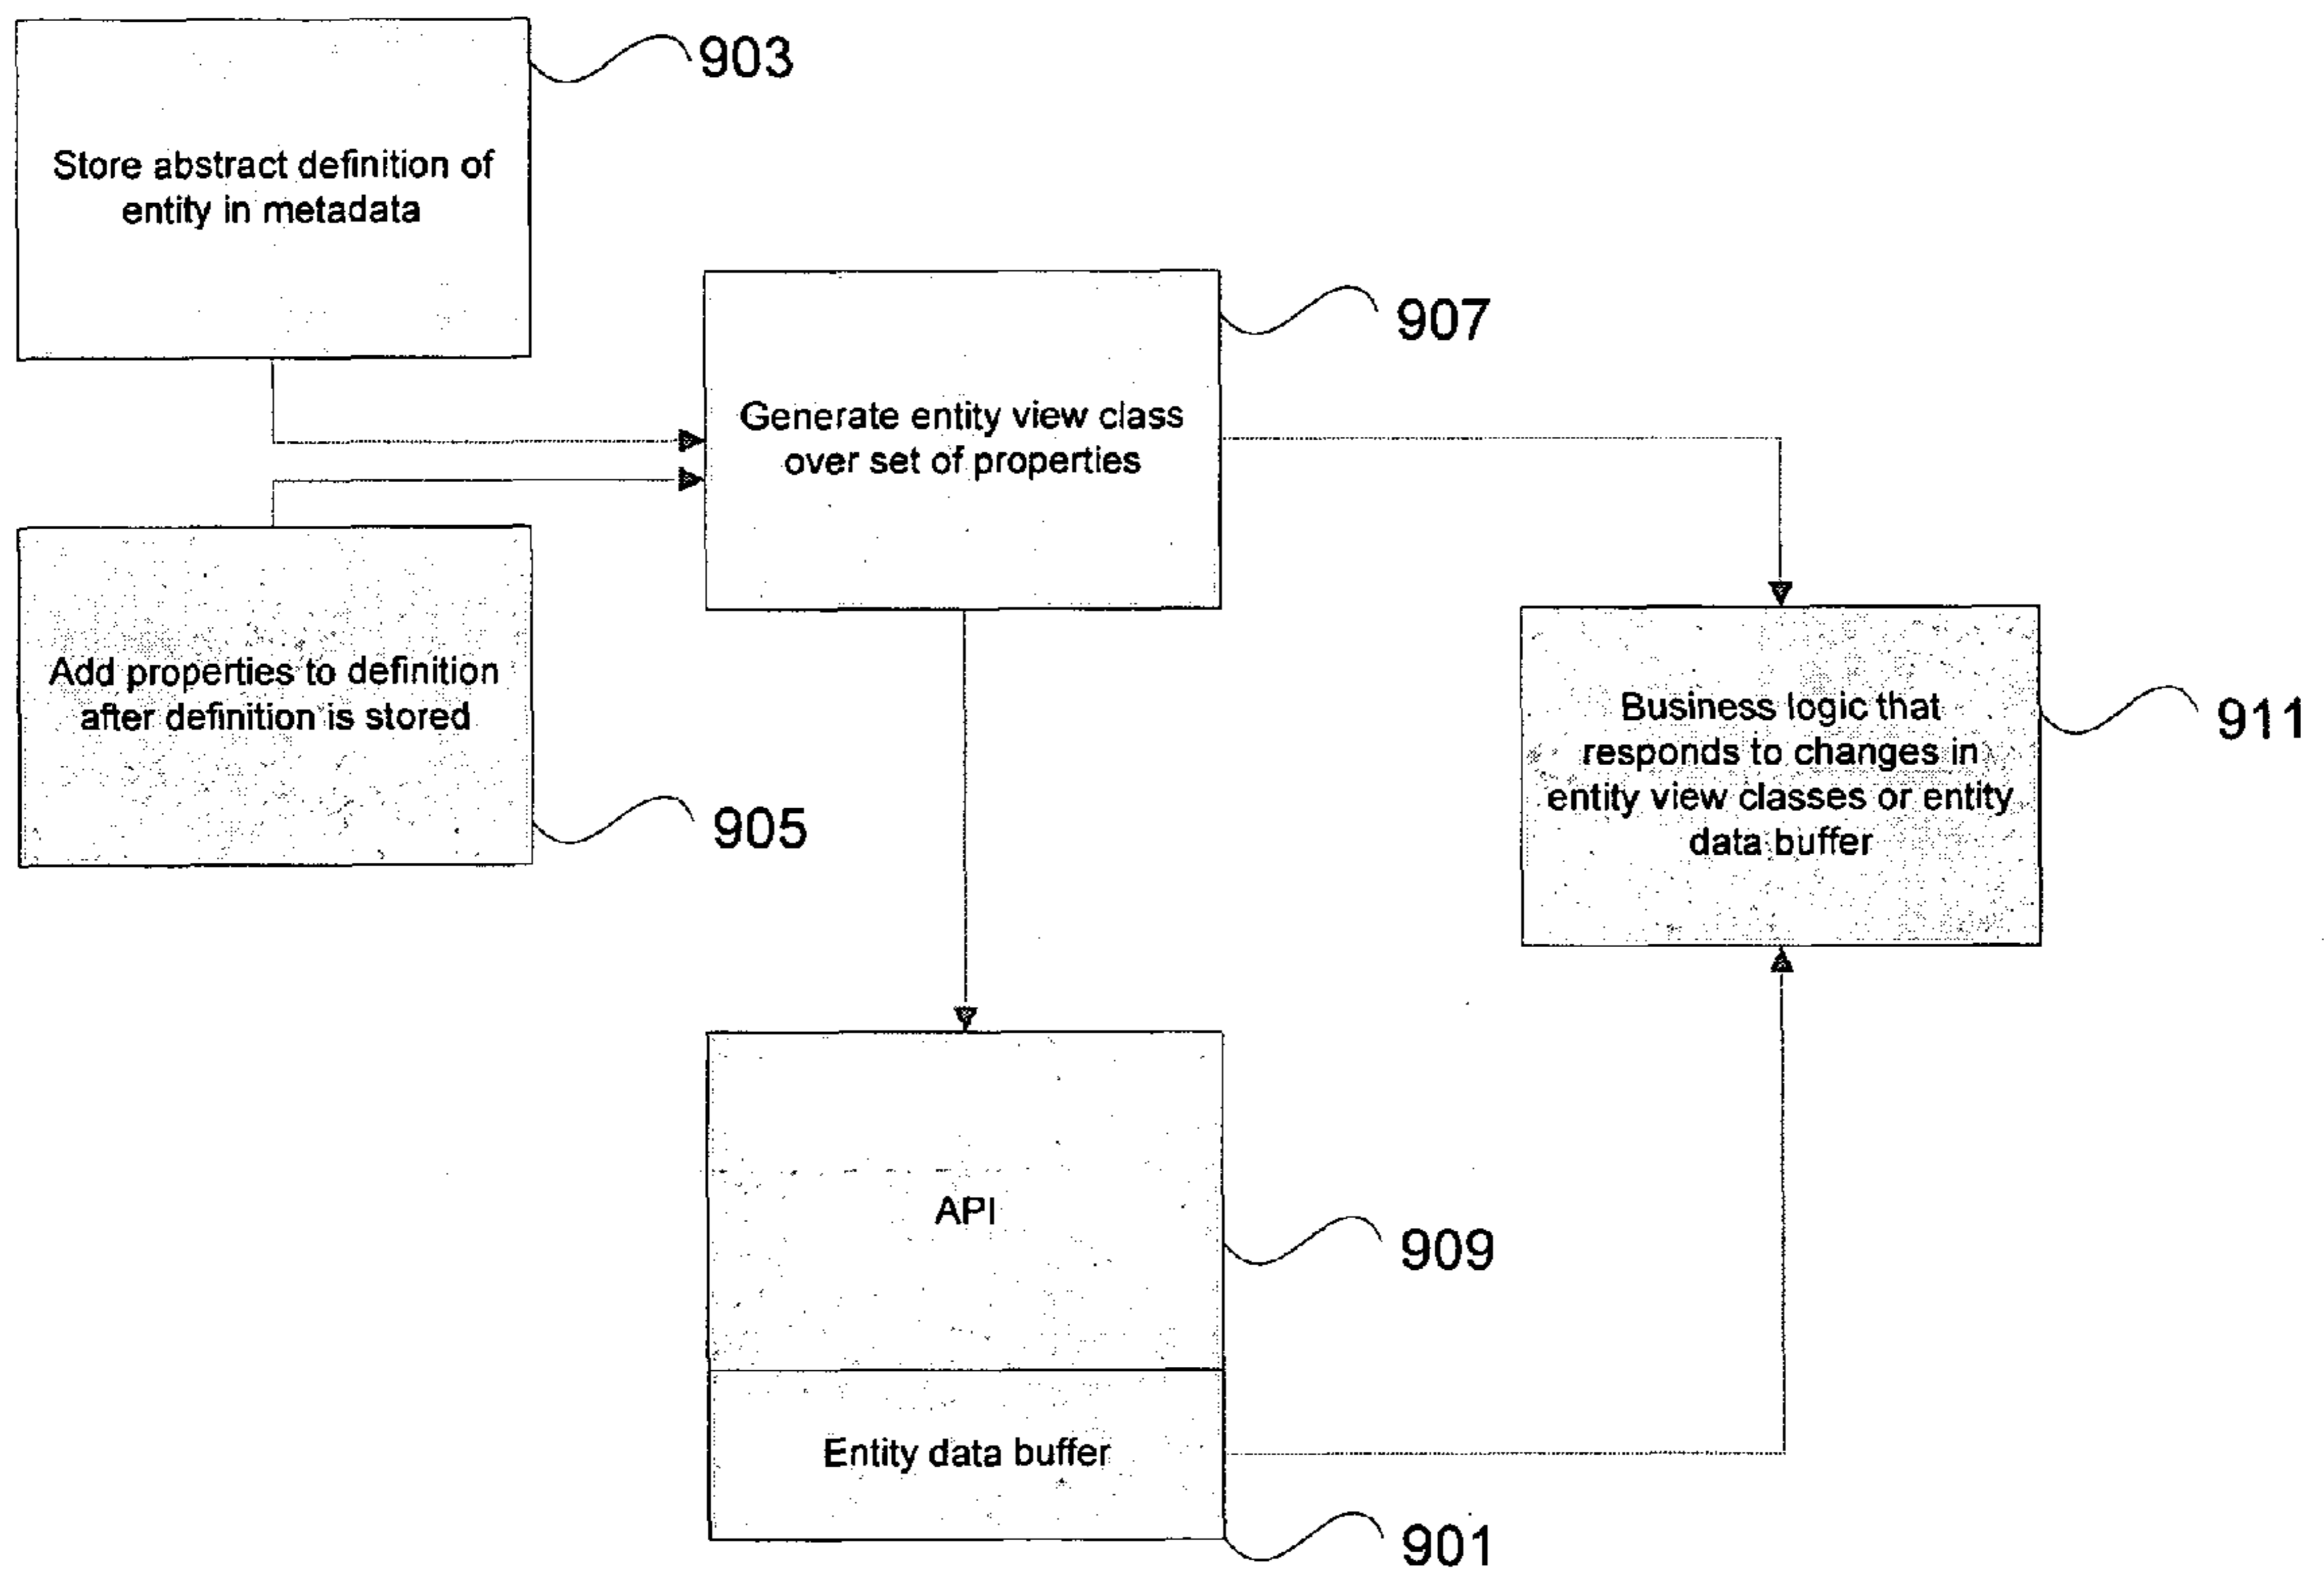 903
Store abstract definition of
entity in metadata
907
Generate entity view class
over set of properties
Add properties to definition
after definition is stored
905
Business logic that
responds to changes in
entity view classes or entity
data buffer
911
API
909
Entity data buffer
901